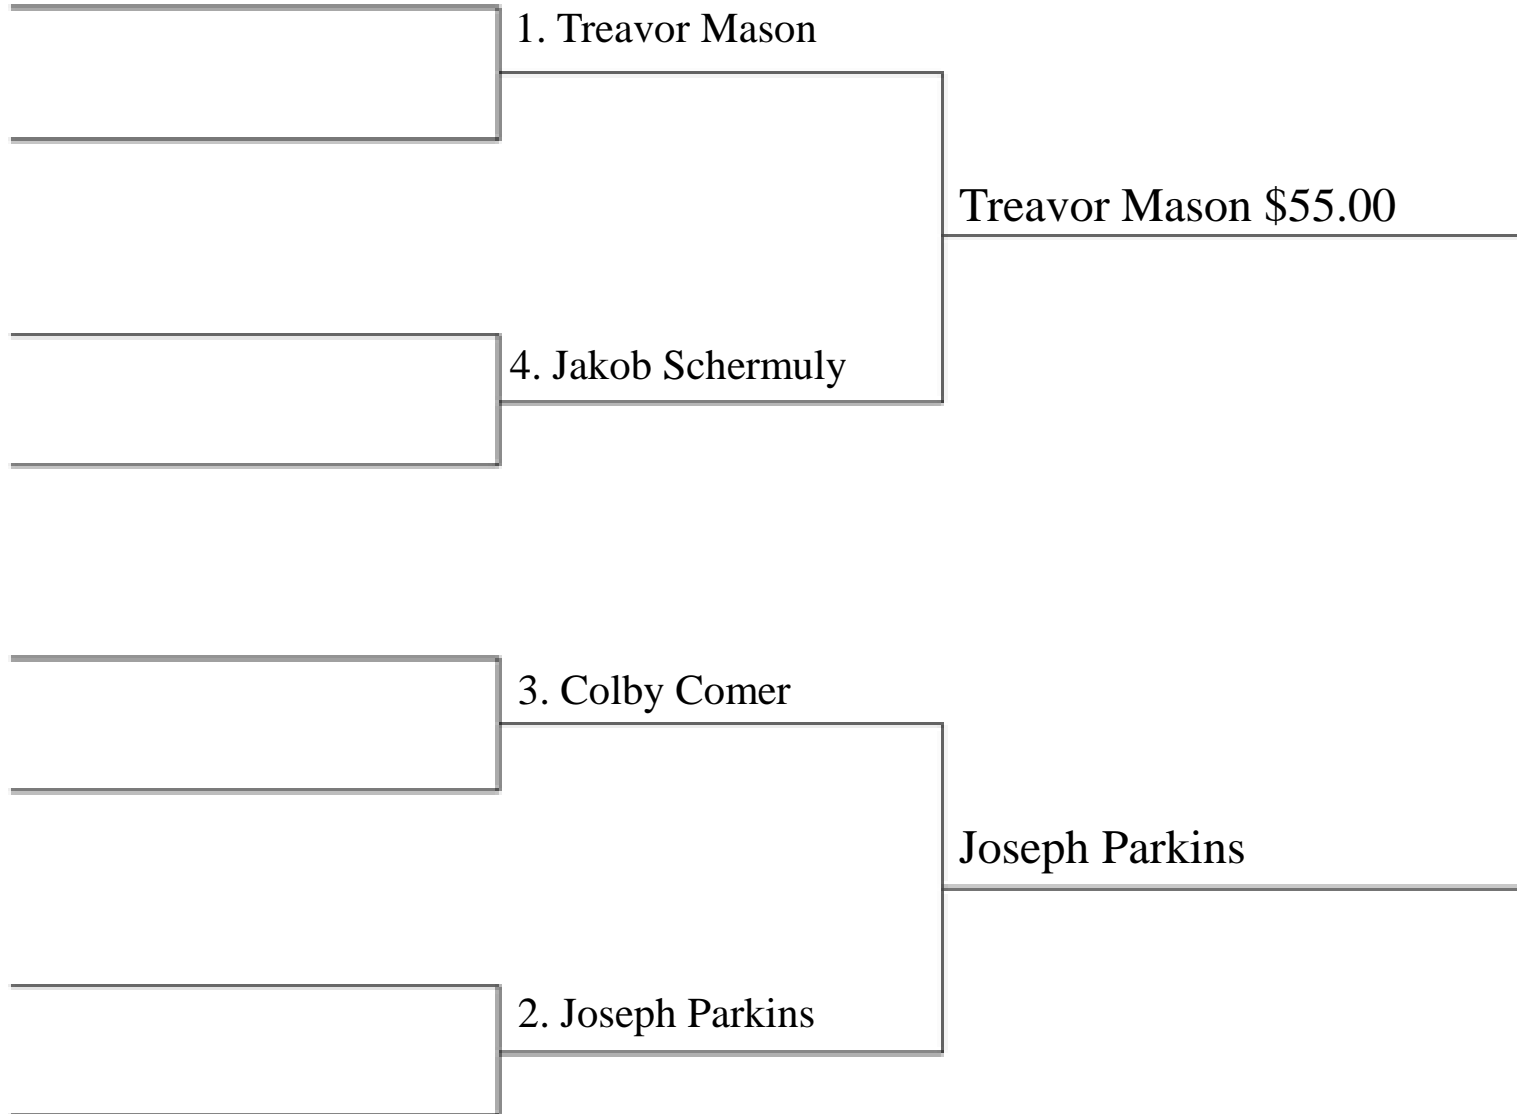 1. Treavor Mason
Treavor Mason $55.00
4. Jakob Schermuly
3. Colby Comer
Joseph Parkins
2. Joseph Parkins